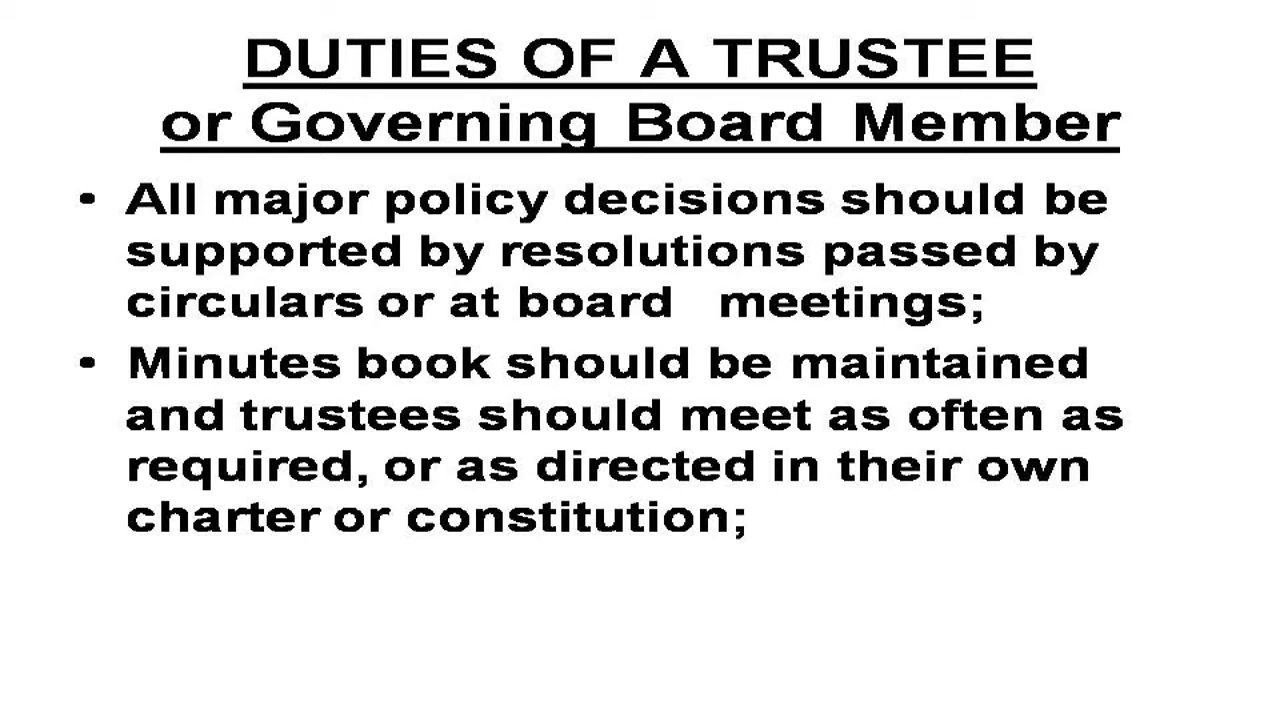 DUTIES OF A TRUSTEE
or Governing Board Member
• All major policy decisions should be
supported by resolutions passed by
circulars or at board meetings;
• Minutes book should be maintained
and trustees should meet as often as
required, or as directed in their own
charter or constitution;